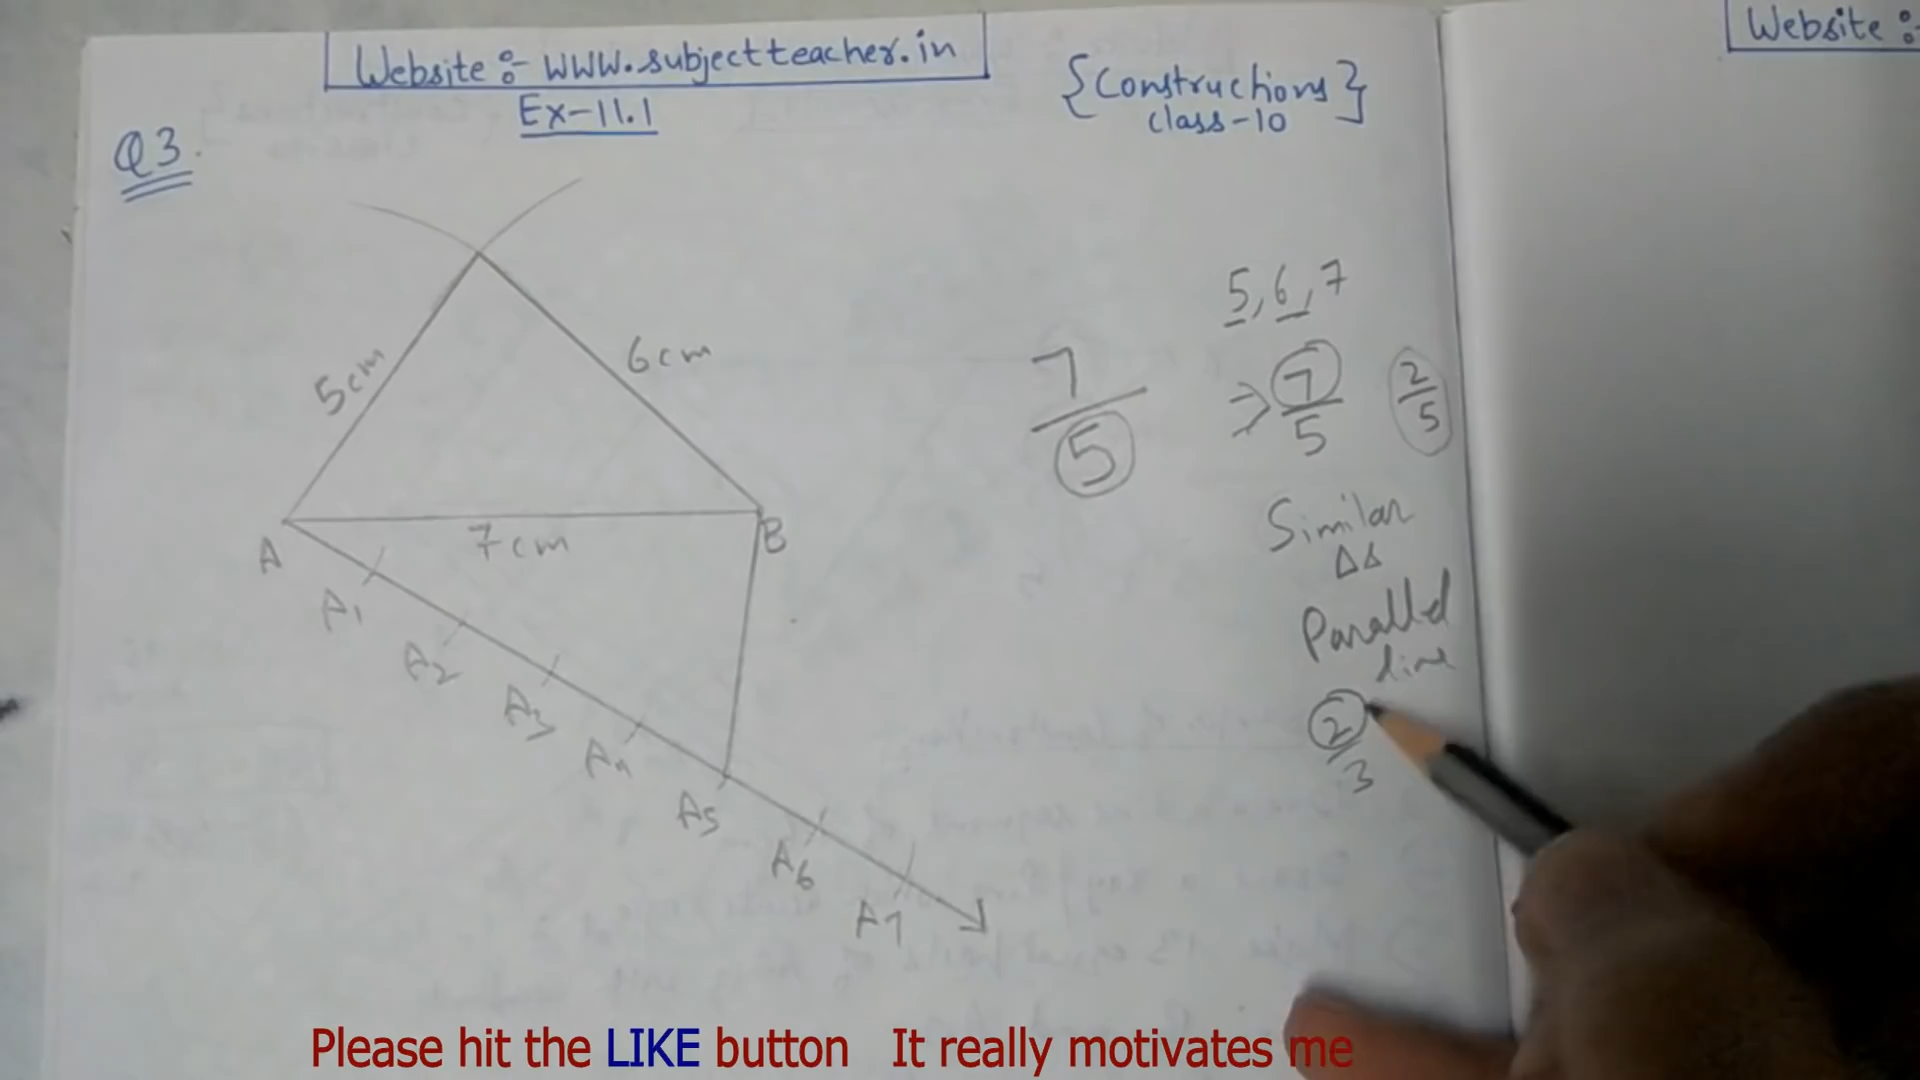 Website :- www.subjectteacher.in
Website :-
Ex-11.1
{Constructions}
class-10
Q3.
5cm
6cm
7cm
A
B
A1
A2
A3
A4
A5
A6
A7
5, 6, 7
7
5
⇒ 7
5
2
5
Similar
ΔΔ
Parallel
line
2
3
Please hit the LIKE button It really motivates me